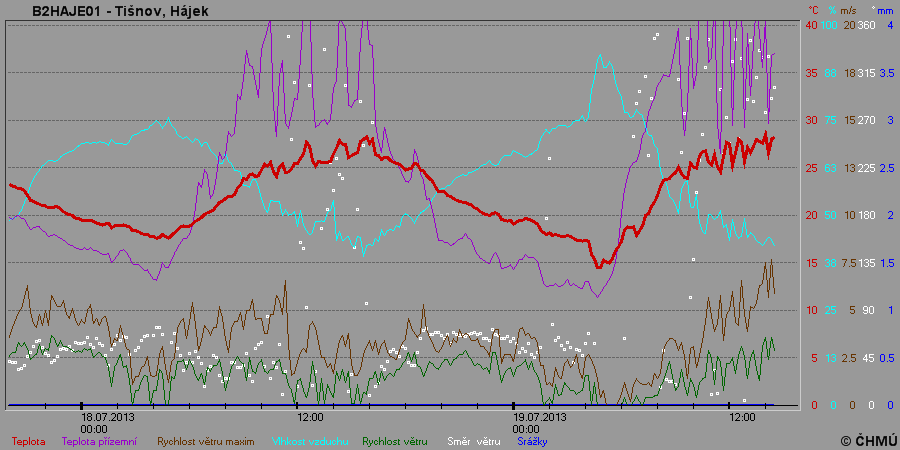 B2HAJE01 - Tišnov, Hájek
°C % m/s ° mm
40 100 20 360 4
35 88 18 315 3.5
30 75 15 270 3
25 63 13 225 2.5
20 50 10 180 2
15 38 7.5 135 1.5
10 25 5 90 1
5 13 2.5 45 0.5
0 0 0 0 0
18.07.2013 12:00 19.07.2013 12:00
00:00 00:00
Teplota Teplota přízemní Rychlost větru maxim Vlhkost vzduchu Rychlost větru Směr větru Srážky © ČHMÚ